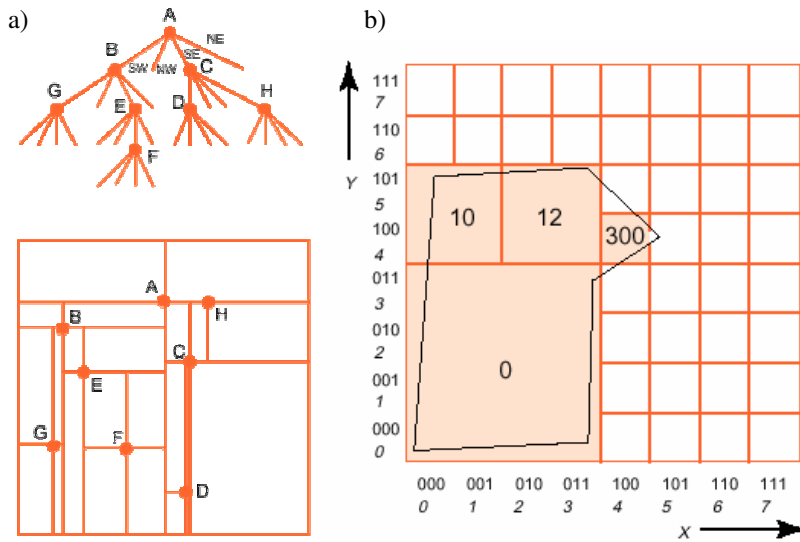 a)
A
NE
B
SW NW SE
C
G
H
E
D
F
A
H
B
C
E
G
F
D
b)
111
7
110
6
Y
101
5
100
4
011
3
010
2
001
1
000
0
10
12
300
0
000 001 010 011 100 101 110 111
0 1 2 3 4 5 6 7
X